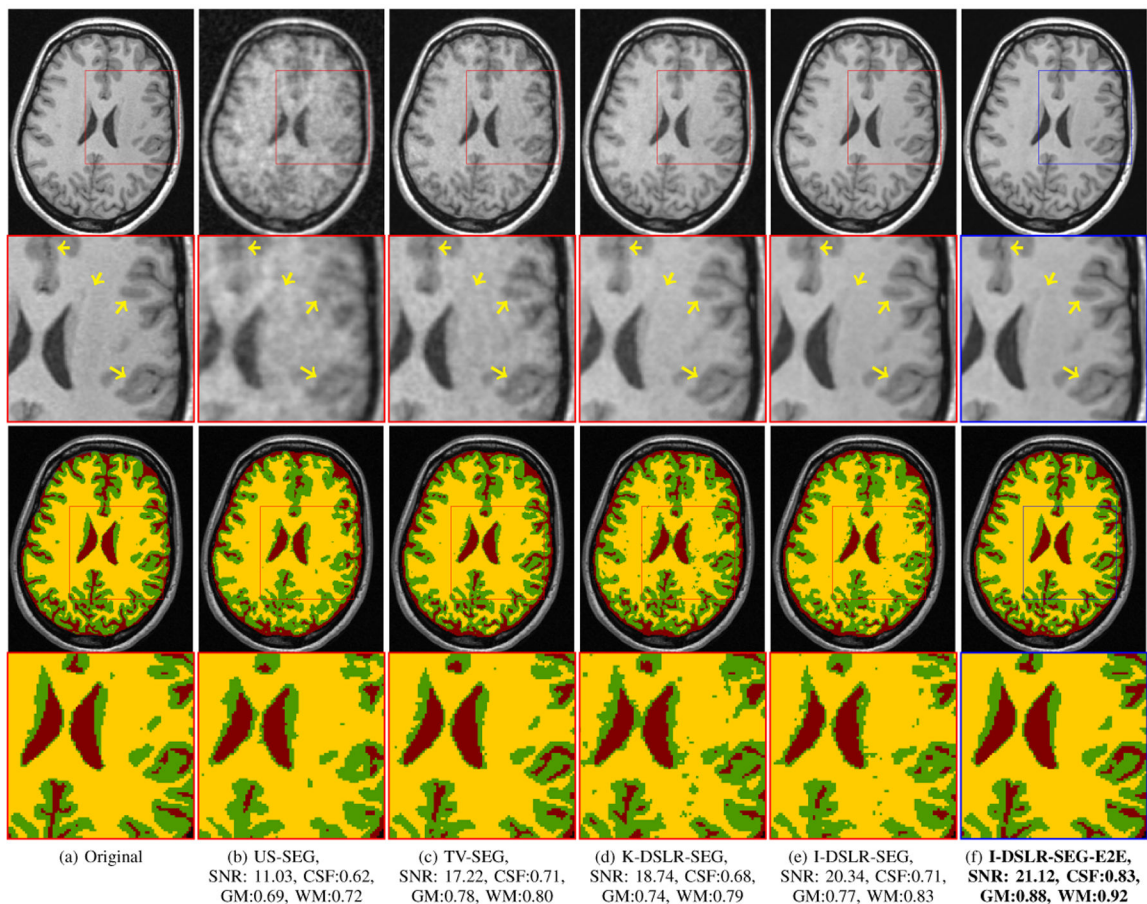 (a) Original
(b) US-SEG,
SNR: 11.03, CSF:0.62,
GM:0.69, WM:0.72
(c) TV-SEG,
SNR: 17.22, CSF:0.71,
GM:0.78, WM:0.80
(d) K-DSLR-SEG,
SNR: 18.74, CSF:0.68,
GM:0.74, WM:0.79
(e) I-DSLR-SEG,
SNR: 20.34, CSF:0.71,
GM:0.77, WM:0.83
(f) I-DSLR-SEG-E2E,
SNR: 21.12, CSF:0.83,
GM:0.88, WM:0.92